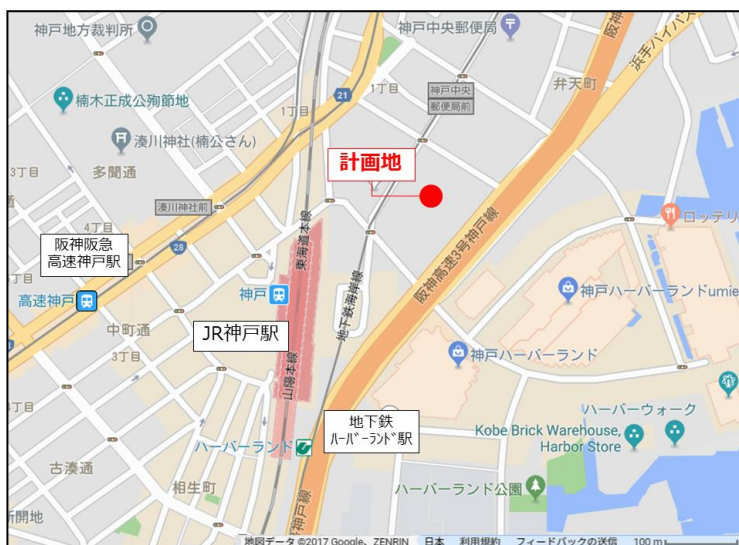 神戸地方裁判所
神戸中央郵便局
阪神
浜手バイパス
弁天町
神戸中央
郵便局前
1丁目
21
1丁目
楠木正成公殉節地
湊川神社(楠公さん)
3丁目
多聞通
計画地
湊川神社前
4丁目
28
阪神阪急
高速神戸駅
高速神戸
東海道本線
神戸
JR神戸駅
山陽本線
地下鉄海岸線
阪神高速3号神戸線
ロッテリ
神戸ハーバーランドumie
神戸ハーバーランド
中町通
3丁目
3丁目
4丁目
地下鉄
ハーバーランド駅
ハーバーランド
ハーバーウォーク
Kobe Brick Warehouse,
Harbor Store
ハーバーランド公園
古湊通
相生町
新開地
神戸線
地図データ ©2017 Google、ZENRIN 日本 利用規約 フィードバックの送信 100 m